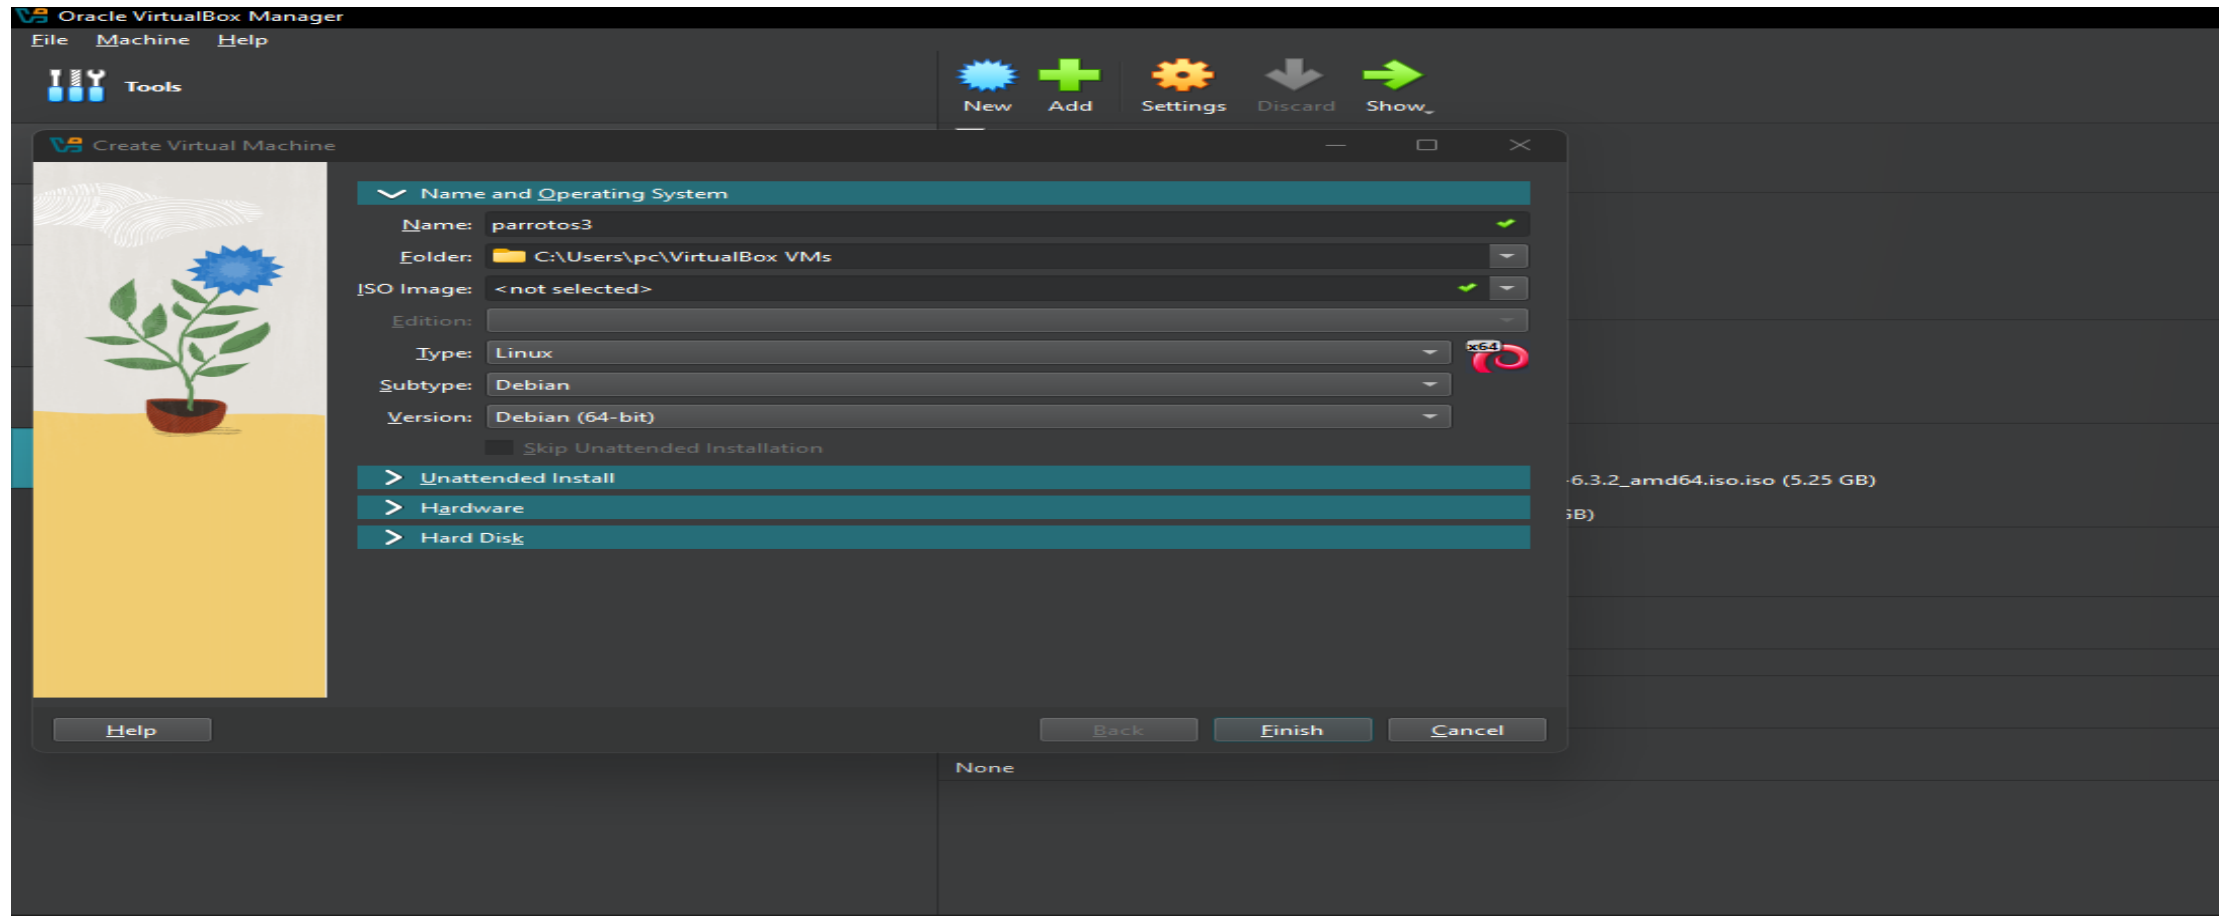 Oracle VirtualBox Manager
File Machine Help
Tools
New Add Settings Discard Show
Create Virtual Machine
Name and Operating System
Name: parrotos3
Folder: C:\Users\pc\VirtualBox VMs
ISO Image: <not selected>
Edition:
Type: Linux
x64
Subtype: Debian
Version: Debian (64-bit)
Skip Unattended Installation
Unattended Install
-6.3.2_amd64.iso.iso (5.25 GB)
Hardware
GB)
Hard Disk
Help Back Finish Cancel
None